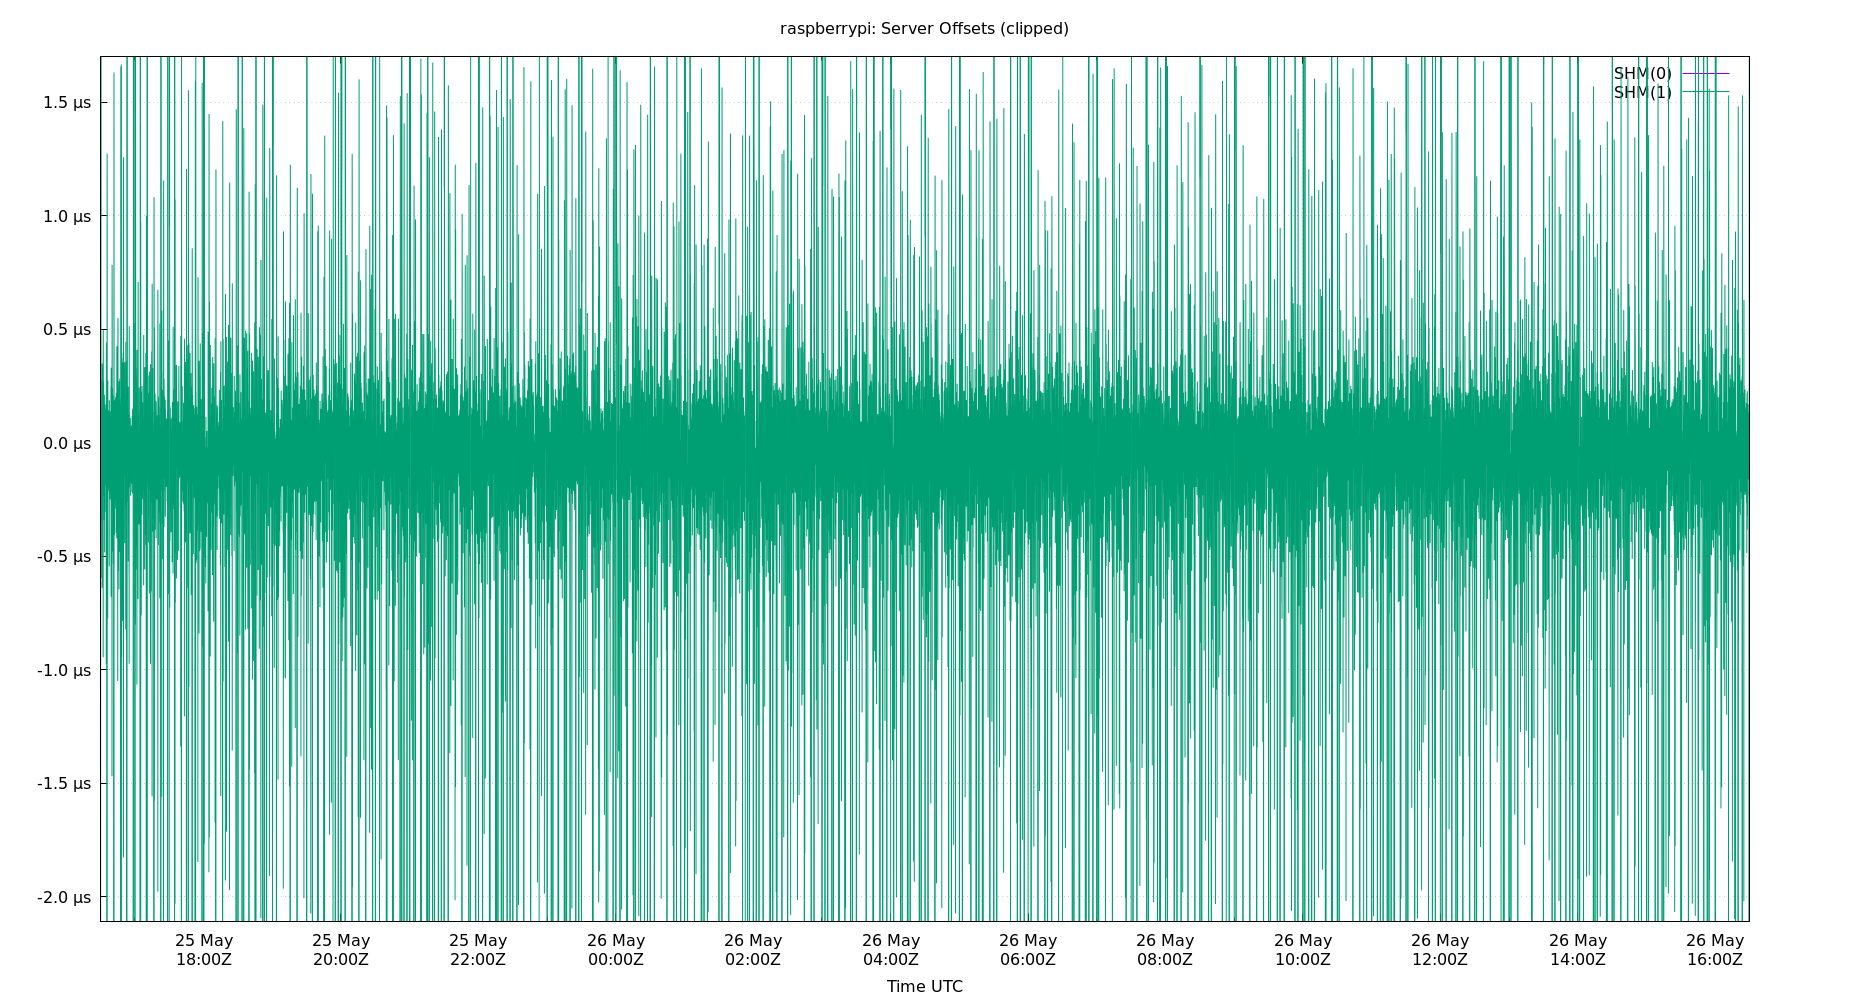 raspberrypi: Server Offsets (clipped)
SHM(0)
SHM(1)
1.5 µs
1.0 µs
0.5 µs
0.0 µs
-0.5 µs
-1.0 µs
-1.5 µs
-2.0 µs
25 May 25 May 25 May 26 May 26 May 26 May 26 May 26 May 26 May 26 May 26 May 26 May
18:00Z 20:00Z 22:00Z 00:00Z 02:00Z 04:00Z 06:00Z 08:00Z 10:00Z 12:00Z 14:00Z 16:00Z
Time UTC